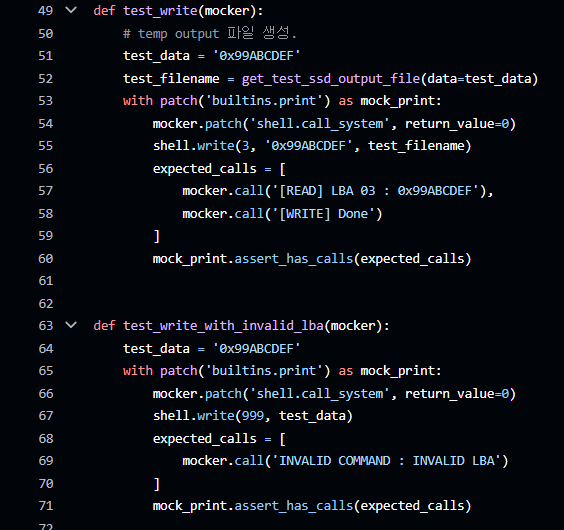 49 def test_write(mocker):
50     # temp output 파일 생성.
51     test_data = '0x99ABCDEF'
52     test_filename = get_test_ssd_output_file(data=test_data)
53     with patch('builtins.print') as mock_print:
54         mocker.patch('shell.call_system', return_value=0)
55         shell.write(3, '0x99ABCDEF', test_filename)
56         expected_calls = [
57             mocker.call('[READ] LBA 03 : 0x99ABCDEF'),
58             mocker.call('[WRITE] Done')
59         ]
60         mock_print.assert_has_calls(expected_calls)
61
62
63 def test_write_with_invalid_lba(mocker):
64     test_data = '0x99ABCDEF'
65     with patch('builtins.print') as mock_print:
66         mocker.patch('shell.call_system', return_value=0)
67         shell.write(999, test_data)
68         expected_calls = [
69             mocker.call('INVALID COMMAND : INVALID LBA')
70         ]
71         mock_print.assert_has_calls(expected_calls)
72